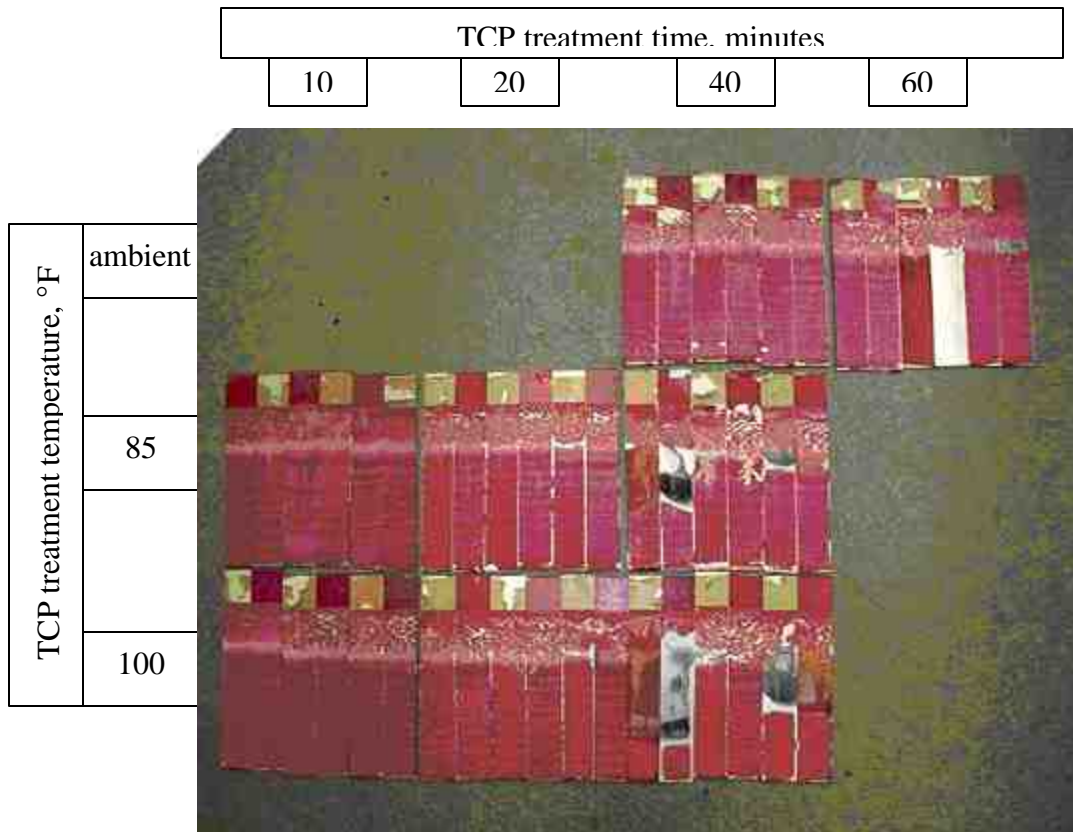 TCP treatment time, minutes
10
20
40
60
TCP treatment temperature, °F
ambient
85
100